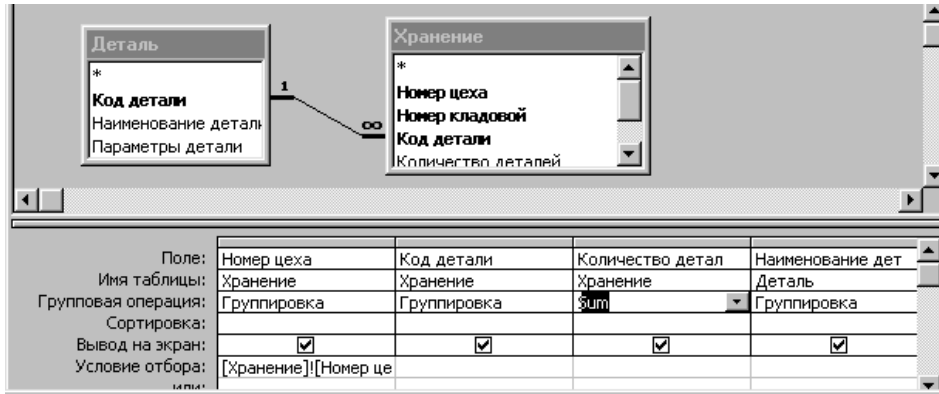 Деталь
*
Код детали
Наименование детали
Параметры детали
1
∞
Хранение
*
Номер цеха
Номер кладовой
Код детали
Количество деталей
Поле: Номер цеха Код детали Количество детал Наименование дет
Имя таблицы: Хранение Хранение Хранение Деталь
Групповая операция: Группировка Группировка Sum Группировка
Сортировка:
Вывод на экран:
Условие отбора: [Хранение]![Номер це
или: